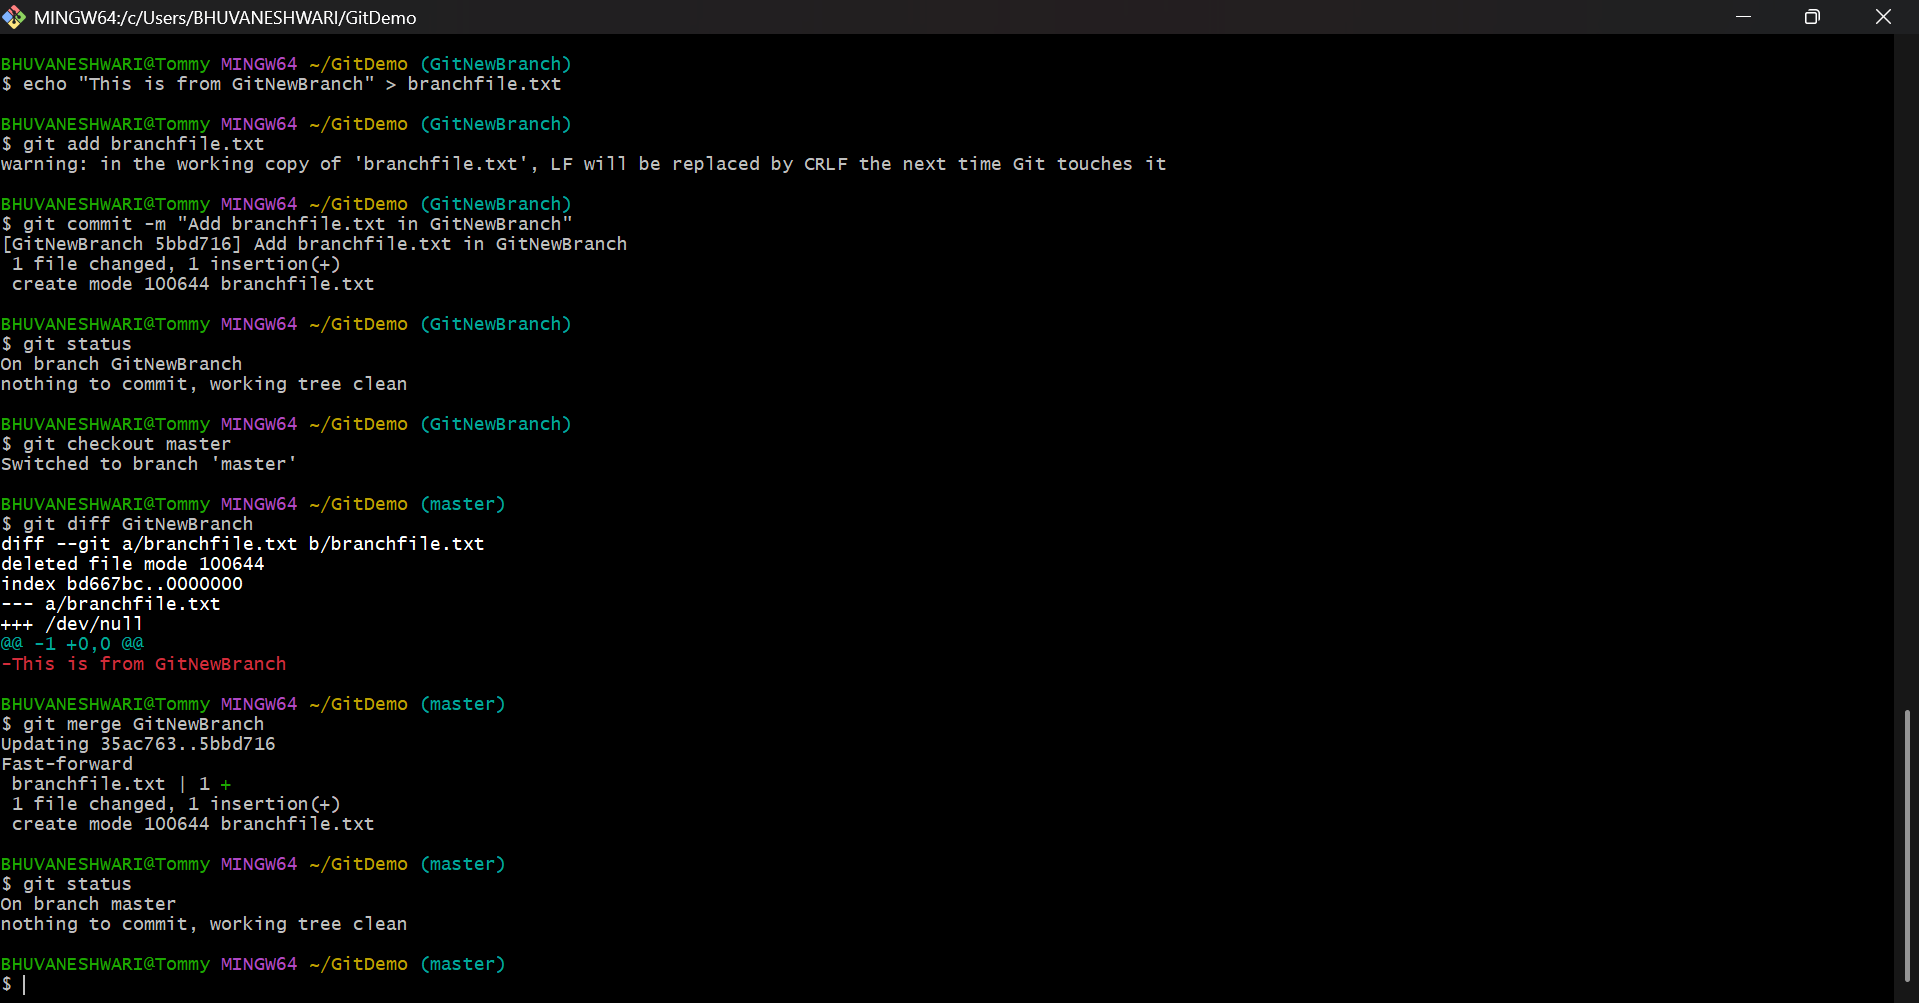 MINGW64:/c/Users/BHUVANESHWARI/GitDemo
BHUVANESHWARI@Tommy MINGW64 ~/GitDemo (GitNewBranch)
$ echo "This is from GitNewBranch" > branchfile.txt
BHUVANESHWARI@Tommy MINGW64 ~/GitDemo (GitNewBranch)
$ git add branchfile.txt
warning: in the working copy of 'branchfile.txt', LF will be replaced by CRLF the next time Git touches it
BHUVANESHWARI@Tommy MINGW64 ~/GitDemo (GitNewBranch)
$ git commit -m "Add branchfile.txt in GitNewBranch"
[GitNewBranch 5bbd716] Add branchfile.txt in GitNewBranch
 1 file changed, 1 insertion(+)
 create mode 100644 branchfile.txt
BHUVANESHWARI@Tommy MINGW64 ~/GitDemo (GitNewBranch)
$ git status
On branch GitNewBranch
nothing to commit, working tree clean
BHUVANESHWARI@Tommy MINGW64 ~/GitDemo (GitNewBranch)
$ git checkout master
Switched to branch 'master'
BHUVANESHWARI@Tommy MINGW64 ~/GitDemo (master)
$ git diff GitNewBranch
diff --git a/branchfile.txt b/branchfile.txt
deleted file mode 100644
index bd667bc..0000000
--- a/branchfile.txt
+++ /dev/null
@@ -1 +0,0 @@
-This is from GitNewBranch
BHUVANESHWARI@Tommy MINGW64 ~/GitDemo (master)
$ git merge GitNewBranch
Updating 35ac763..5bbd716
Fast-forward
 branchfile.txt | 1 +
 1 file changed, 1 insertion(+)
 create mode 100644 branchfile.txt
BHUVANESHWARI@Tommy MINGW64 ~/GitDemo (master)
$ git status
On branch master
nothing to commit, working tree clean
BHUVANESHWARI@Tommy MINGW64 ~/GitDemo (master)
$